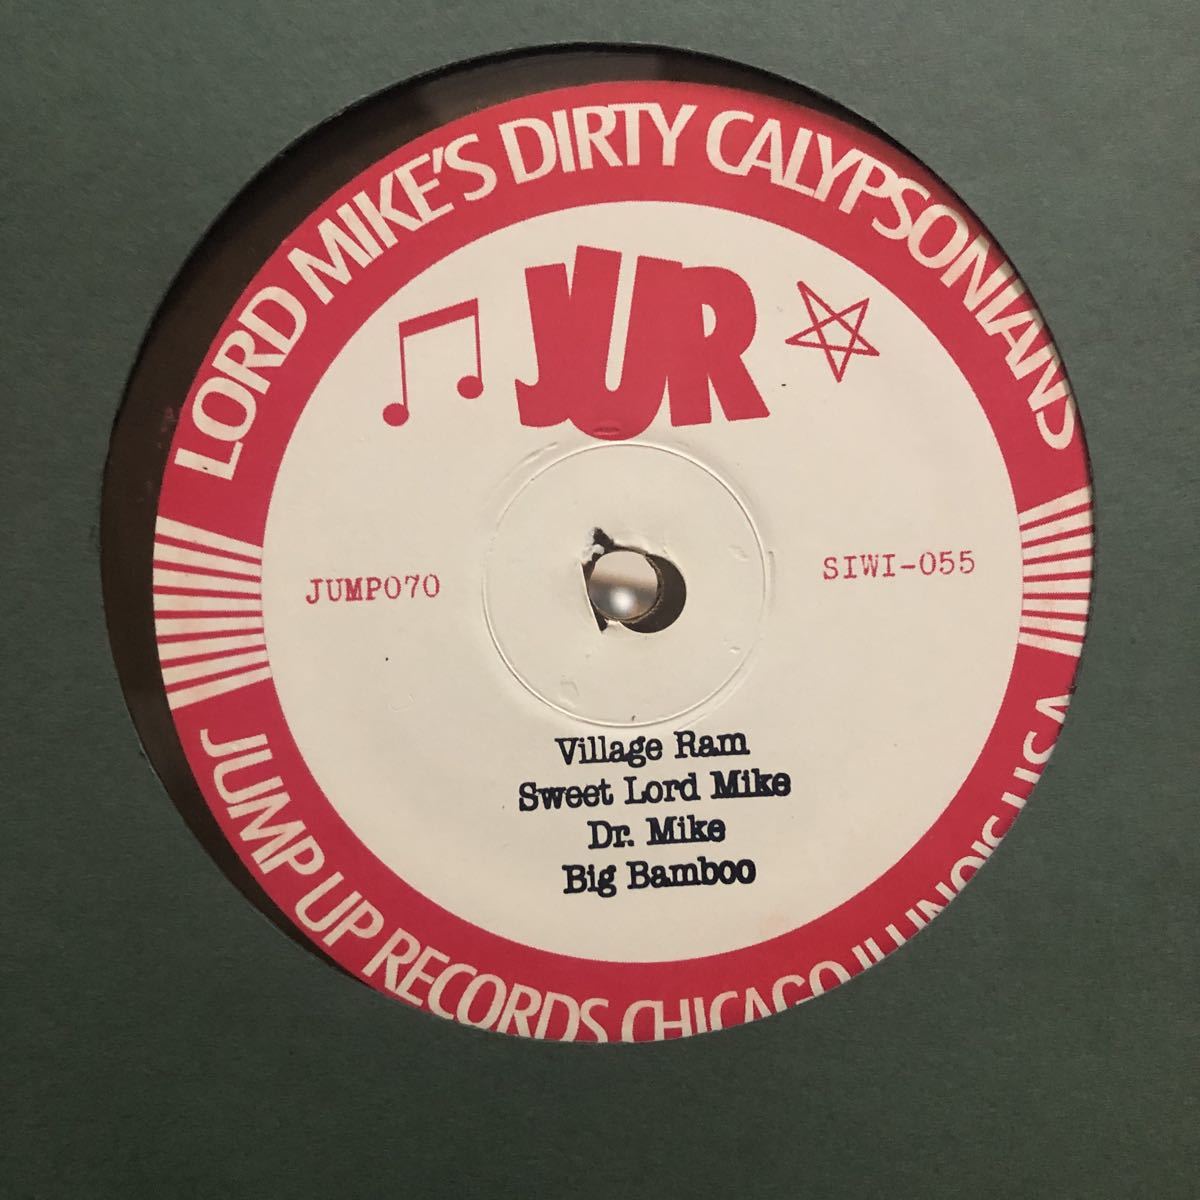 LORD MIKE'S DIRTY CALYPSONIANS
JUR
JUMP070
SIWI-055
Village Ram
Sweet Lord Mike
Dr. Mike
Big Bamboo
JUMP UP RECORDS CHICAGO ILLINOIS USA